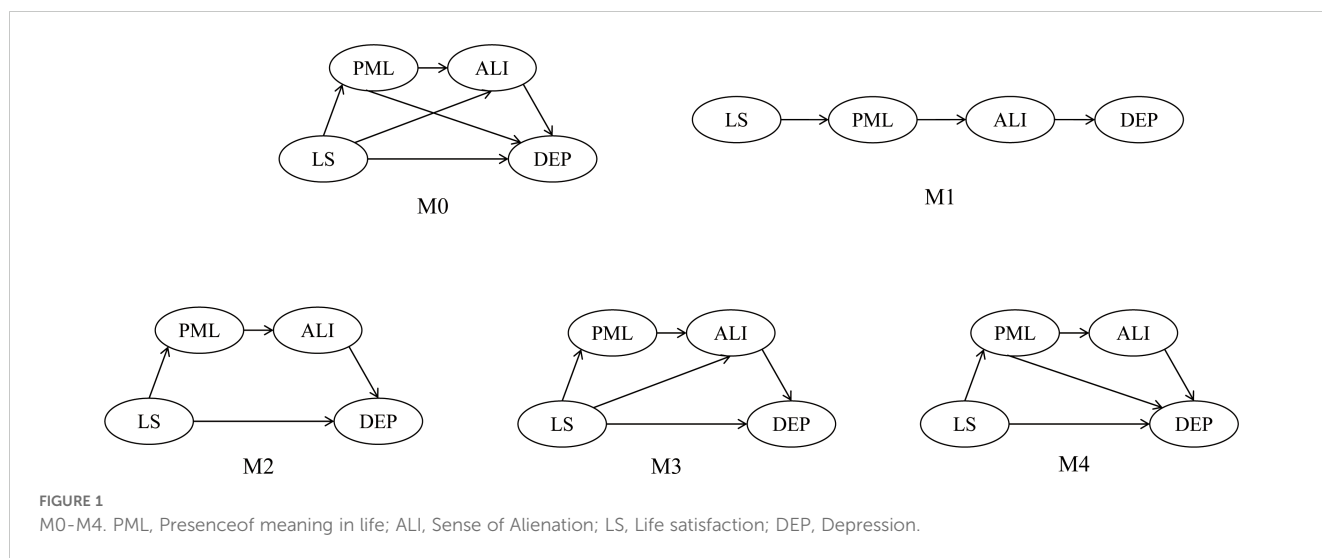 PML ALI
LS DEP
M0
LS PML ALI DEP
M1
PML ALI
LS DEP
M2
PML ALI
LS DEP
M3
PML ALI
LS DEP
M4
FIGURE 1
M0-M4. PML, Presenceof meaning in life; ALI, Sense of Alienation; LS, Life satisfaction; DEP, Depression.